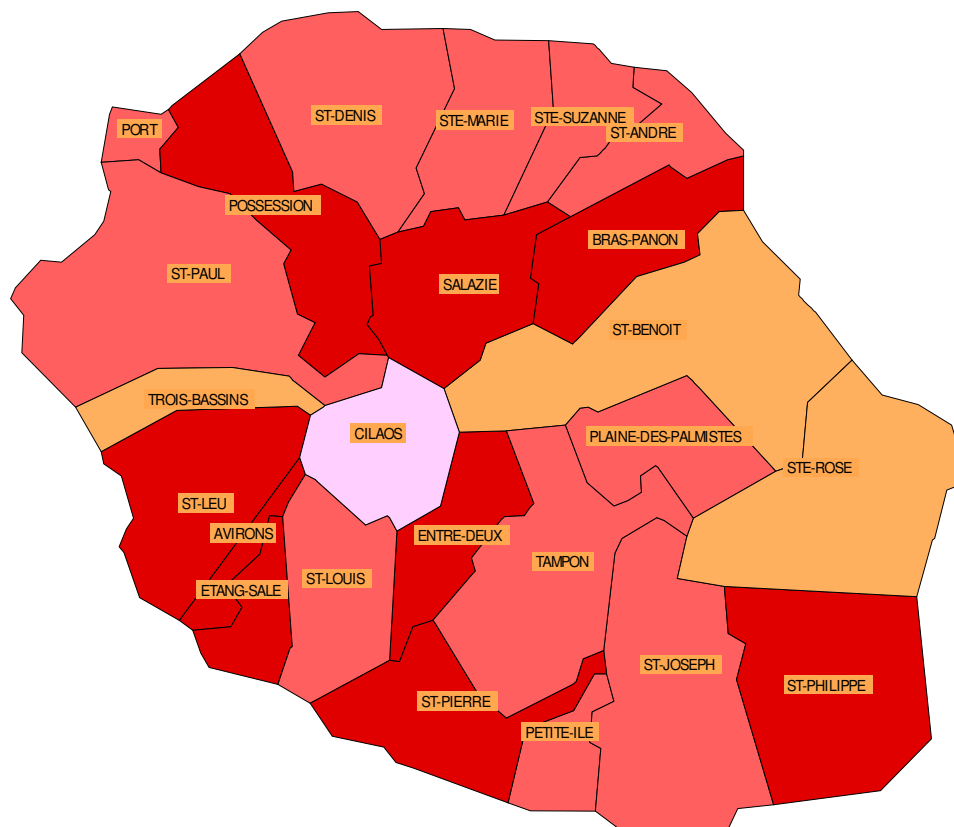 ST-DENIS
STE-MARIE
STE-SUZANNE
PORT
ST-ANDRE
POSSESSION
BRAS-PANON
ST-PAUL
SALAZIE
ST-BENOIT
TROIS-BASSINS
CILAOS
PLAINE-DES-PALMISTES
STE-ROSE
ST-LEU
AVIRONS
ENTRE-DEUX
TAMPON
ETANG-SALE
ST-LOUIS
ST-JOSEPH
ST-PHILIPPE
ST-PIERRE
PETITE-ILE